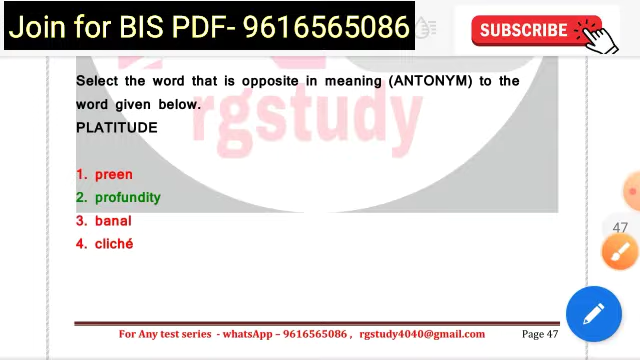 Join for BIS PDF- 9616565086
SUBSCRIBE
Select the word that is opposite in meaning (ANTONYM) to the
word given below.
PLATITUDE
rgstudy
1. preen
2. profundity
3. banal
4. cliché
47
For Any test series - whatsApp – 9616565086 , rgstudy4040@gmail.com
Page 47